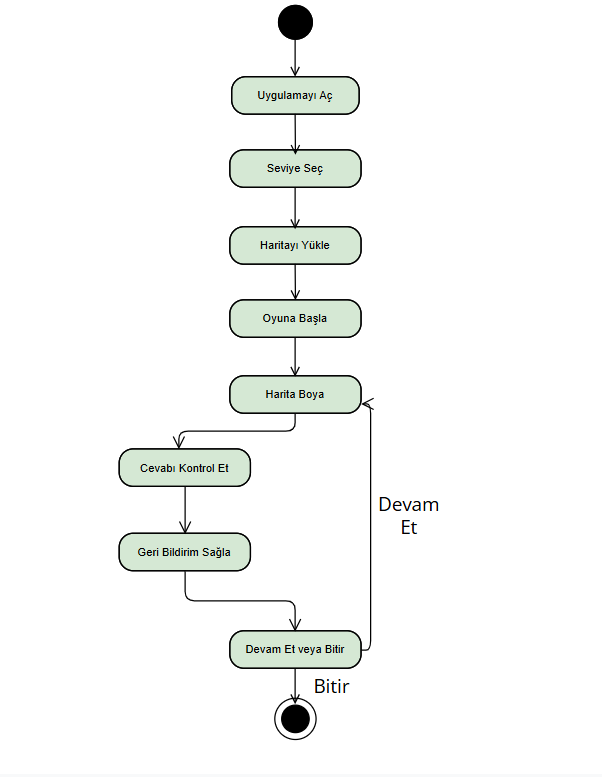 Uygulamayı Aç
Seviye Seç
Haritayı Yükle
Oyuna Başla
Harita Boya
Cevabı Kontrol Et
Devam
Et
Geri Bildirim Sağla
Devam Et veya Bitir
Bitir